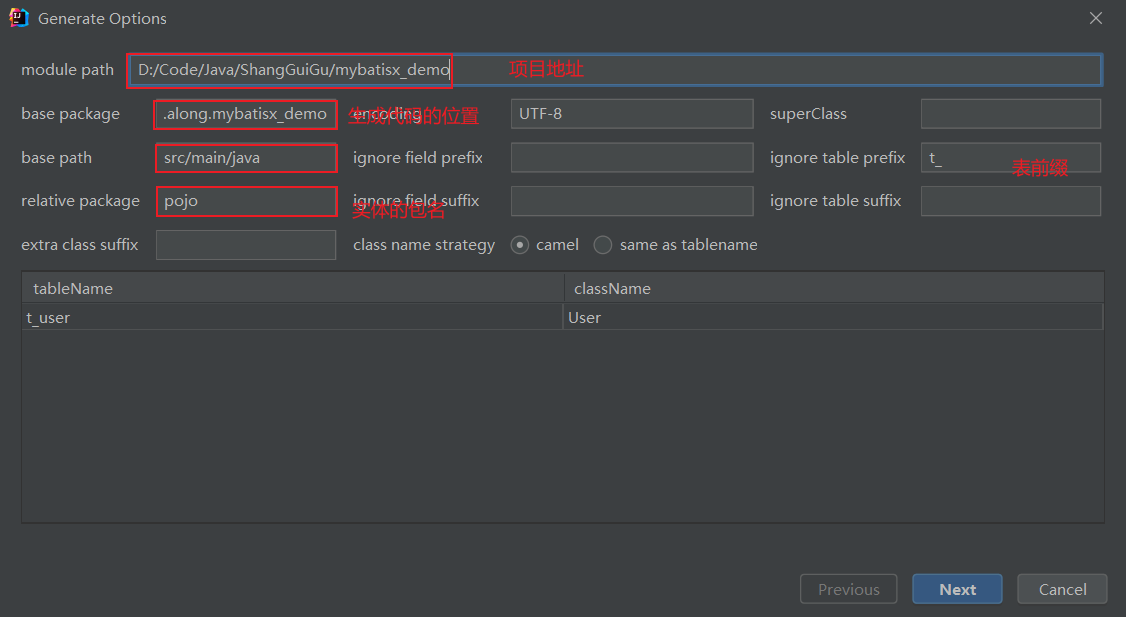 Generate Options
module path D:/Code/Java/ShangGuiGu/mybatisx_demo 项目地址
base package .along.mybatisx_demo 生成代码的位置 encoding UTF-8 superClass
base path src/main/java ignore field prefix ignore table prefix t_ 表前缀
relative package pojo ignore field suffix ignore table suffix
实体的包名
extra class suffix class name strategy camel same as tablename
tableName className
t_user User
Previous Next Cancel